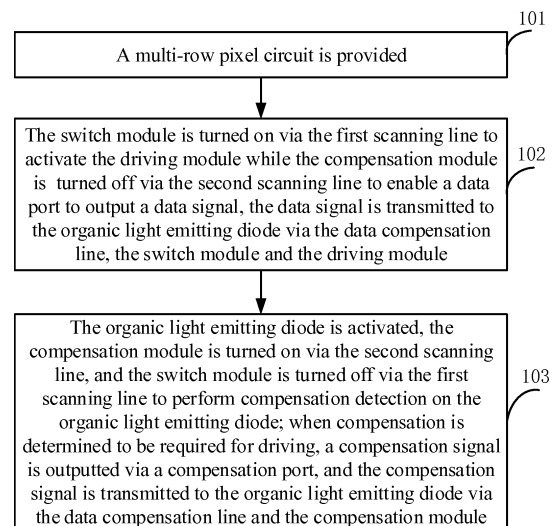 101
A multi-row pixel circuit is provided
The switch module is turned on via the first scanning line to
activate the driving module while the compensation module
is turned off via the second scanning line to enable a data
port to output a data signal, the data signal is transmitted to
the organic light emitting diode via the data compensation
line, the switch module and the driving module
102
The organic light emitting diode is activated, the
compensation module is turned on via the second scanning
line, and the switch module is turned off via the first
scanning line to perform compensation detection on the
organic light emitting diode; when compensation is
determined to be required for driving, a compensation signal
is outputted via a compensation port, and the compensation
signal is transmitted to the organic light emitting diode via
the data compensation line and the compensation module
103